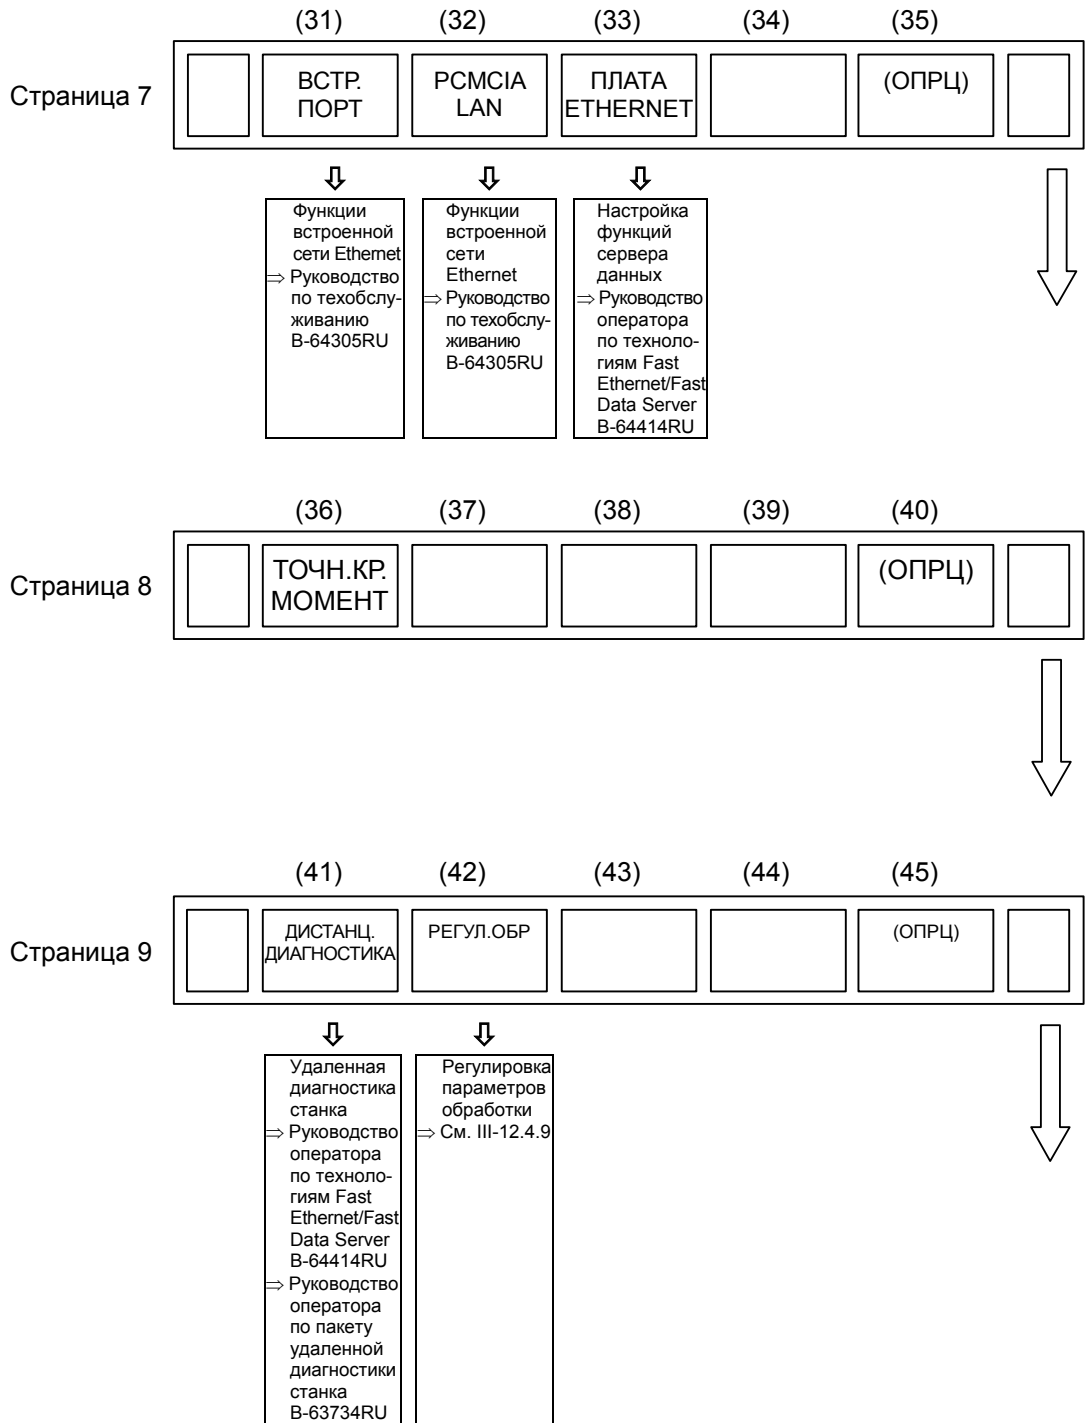 (31) (32) (33) (34) (35)
Страница 7
ВСТР.
ПОРТ
PCMCIA
LAN
ПЛАТА
ETHERNET
(ОПРЦ)
Функции
встроенной
сети Ethernet
⇒ Руководство
по техобслу-
живанию
B-64305RU
Функции
встроенной
сети
Ethernet
⇒ Руководство
по техобслу-
живанию
B-64305RU
Настройка
функций
сервера
данных
⇒ Руководство
оператора
по техноло-
гиям Fast
Ethernet/Fast
Data Server
B-64414RU
(36) (37) (38) (39) (40)
Страница 8
ТОЧН.КР.
МОМЕНТ
(ОПРЦ)
(41) (42) (43) (44) (45)
Страница 9
ДИСТАНЦ.
ДИАГНОСТИКА
РЕГУЛ.ОБР
(ОПРЦ)
Удаленная
диагностика
станка
⇒ Руководство
оператора
по техноло-
гиям Fast
Ethernet/Fast
Data Server
B-64414RU
⇒ Руководство
оператора
по пакету
удаленной
диагностики
станка
B-63734RU
Регулировка
параметров
обработки
⇒ См. III-12.4.9